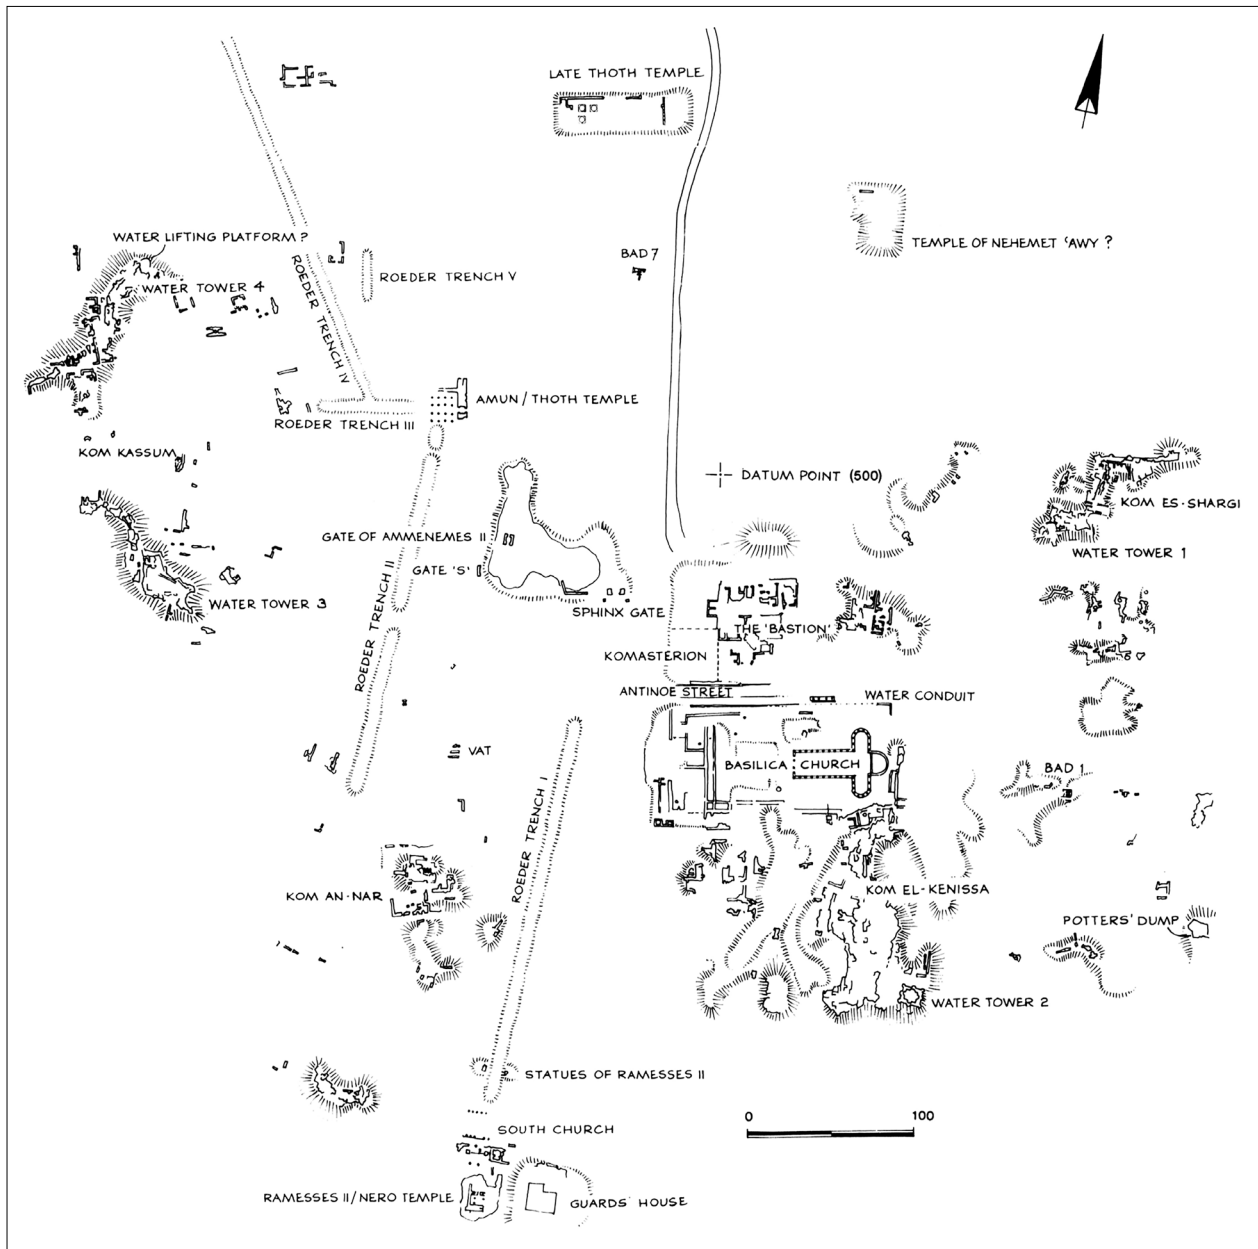 LATE THOTH TEMPLE
WATER LIFTING PLATFORM ?
TEMPLE OF NEHEMET 'AWY ?
BAD 7
ROEDER TRENCH V
WATER TOWER 4
ROEDER TRENCH IV
AMUN / THOTH TEMPLE
ROEDER TRENCH III
KOM KASSUM
DATUM POINT (500)
KOM ES-SHARGI
GATE OF AMMENEMES II
WATER TOWER 1
GATE 'S'
WATER TOWER 3
SPHINX GATE
ROEDER TRENCH II
THE 'BASTION'
KOMASTERION
ANTINOE STREET
WATER CONDUIT
VAT
BASILICA CHURCH
BAD 1
ROEDER TRENCH I
KOM AN-NAR
KOM EL-KENISSA
POTTERS' DUMP
WATER TOWER 2
STATUES OF RAMESSES II
0 100
SOUTH CHURCH
RAMESSES II/NERO TEMPLE
GUARDS' HOUSE